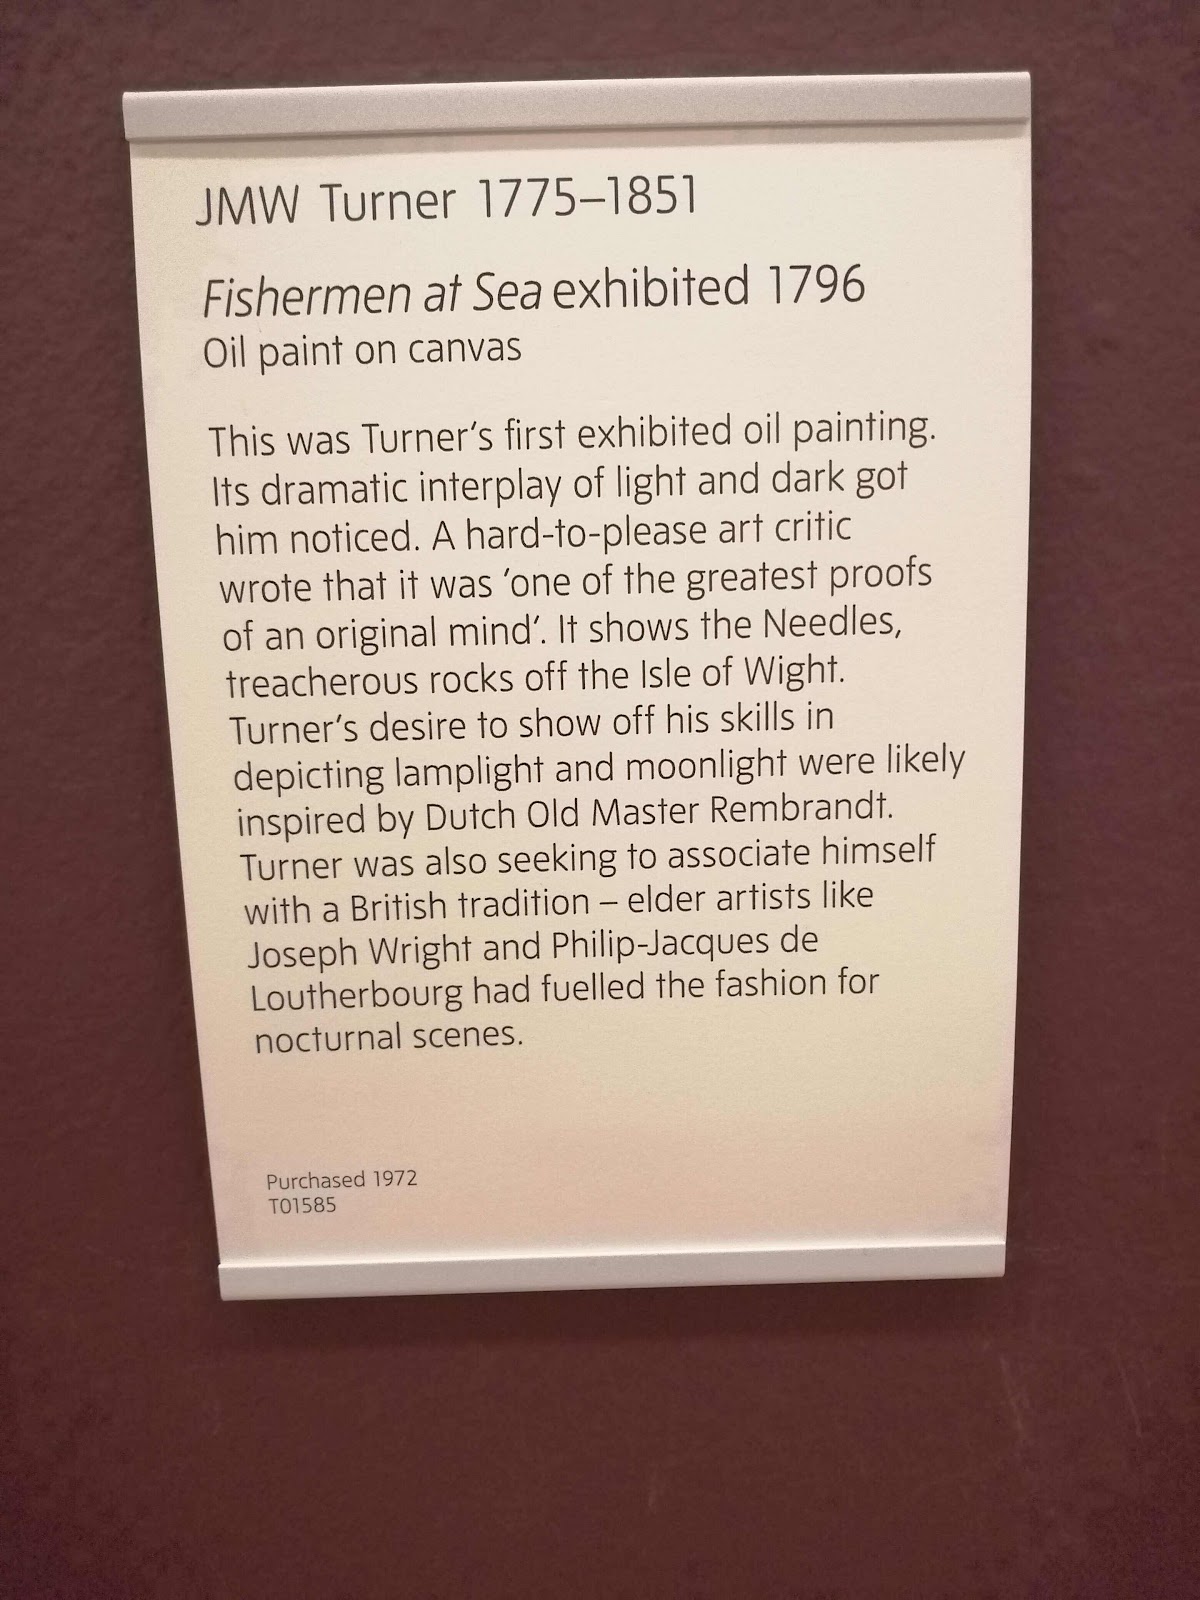 JMW Turner 1775–1851
Fishermen at Sea exhibited 1796
Oil paint on canvas
This was Turner's first exhibited oil painting.
Its dramatic interplay of light and dark got
him noticed. A hard-to-please art critic
wrote that it was 'one of the greatest proofs
of an original mind'. It shows the Needles,
treacherous rocks off the Isle of Wight.
Turner's desire to show off his skills in
depicting lamplight and moonlight were likely
inspired by Dutch Old Master Rembrandt.
Turner was also seeking to associate himself
with a British tradition – elder artists like
Joseph Wright and Philip-Jacques de
Loutherbourg had fuelled the fashion for
nocturnal scenes.
Purchased 1972
T01585